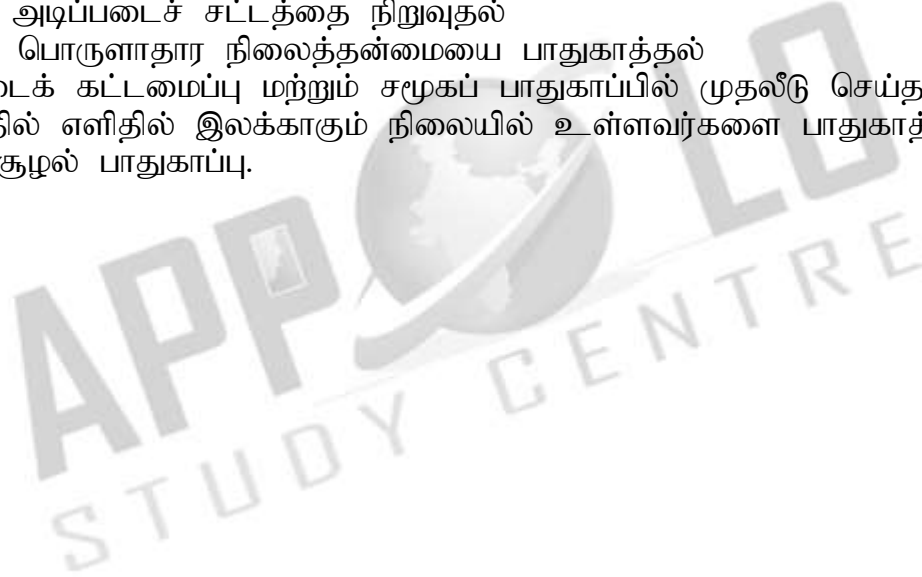 அடிப்படைச் சட்டத்தை நிறுவுதல்
பொருளாதார நிலைத்தன்மையை பாதுகாத்தல்
டைக் கட்டமைப்பு மற்றும் சமூகப் பாதுகாப்பில் முதலீடு செய்த
தில் எளிதில் இலக்காகும் நிலையில் உள்ளவர்களை பாதுகாத்
சூழல் பாதுகாப்பு.
APPOLO
STUDY CENTRE